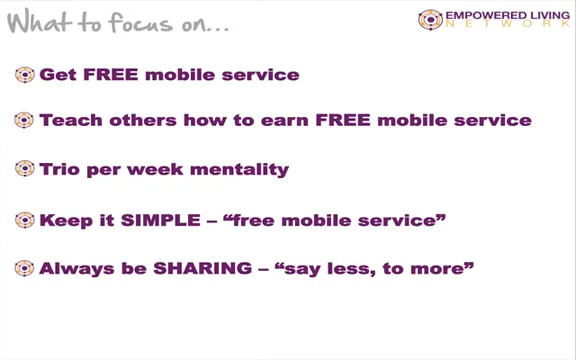 What to focus on...
EMPOWERED LIVING
NETWORK
Get FREE mobile service
Teach others how to earn FREE mobile service
Trio per week mentality
Keep it SIMPLE – “free mobile service”
Always be SHARING – “say less, to more”